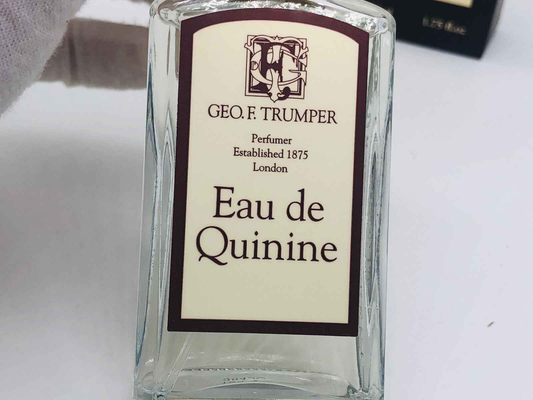 GEO. F. TRUMPER
Perfumer
Established 1875
London
Eau de
Quinine